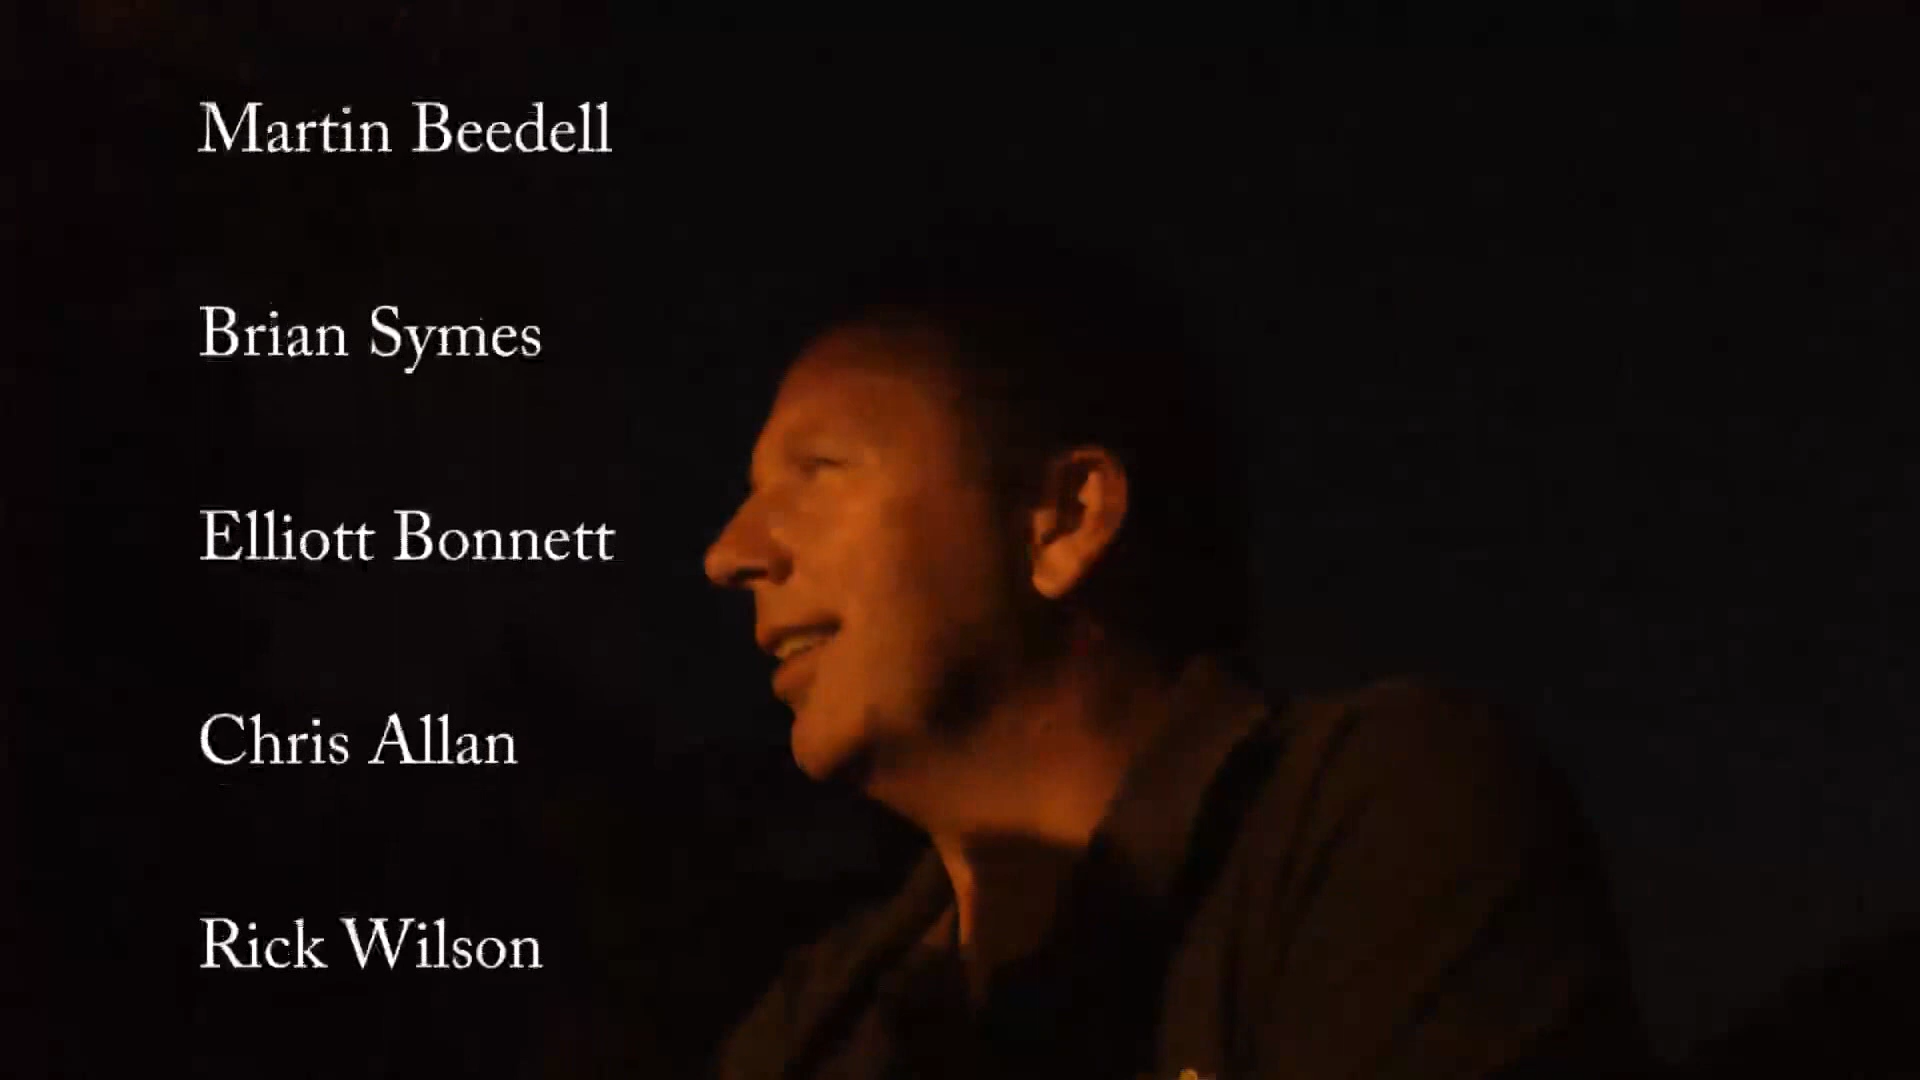 Martin Beedell
Brian Symes
Elliott Bonnett
Chris Allan
Rick Wilson